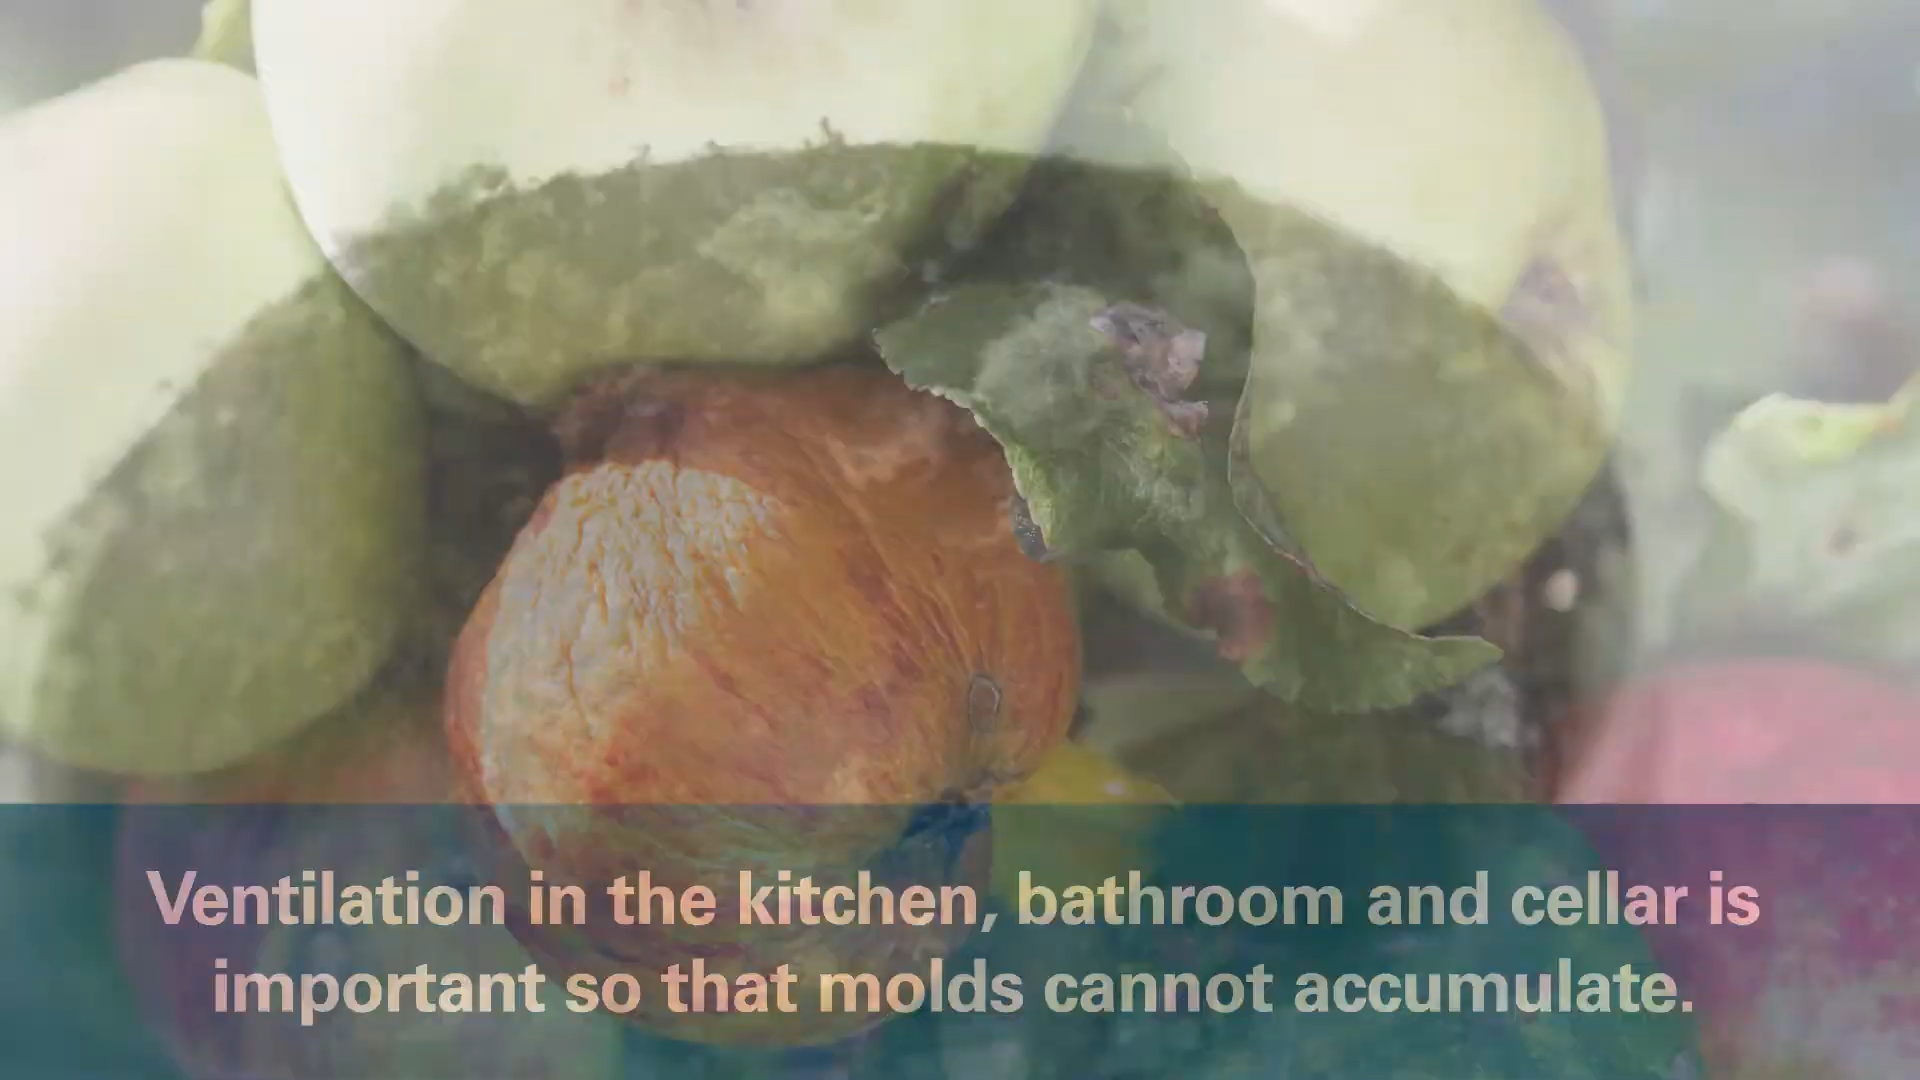 Ventilation in the kitchen, bathroom and cellar is
important so that molds cannot accumulate.